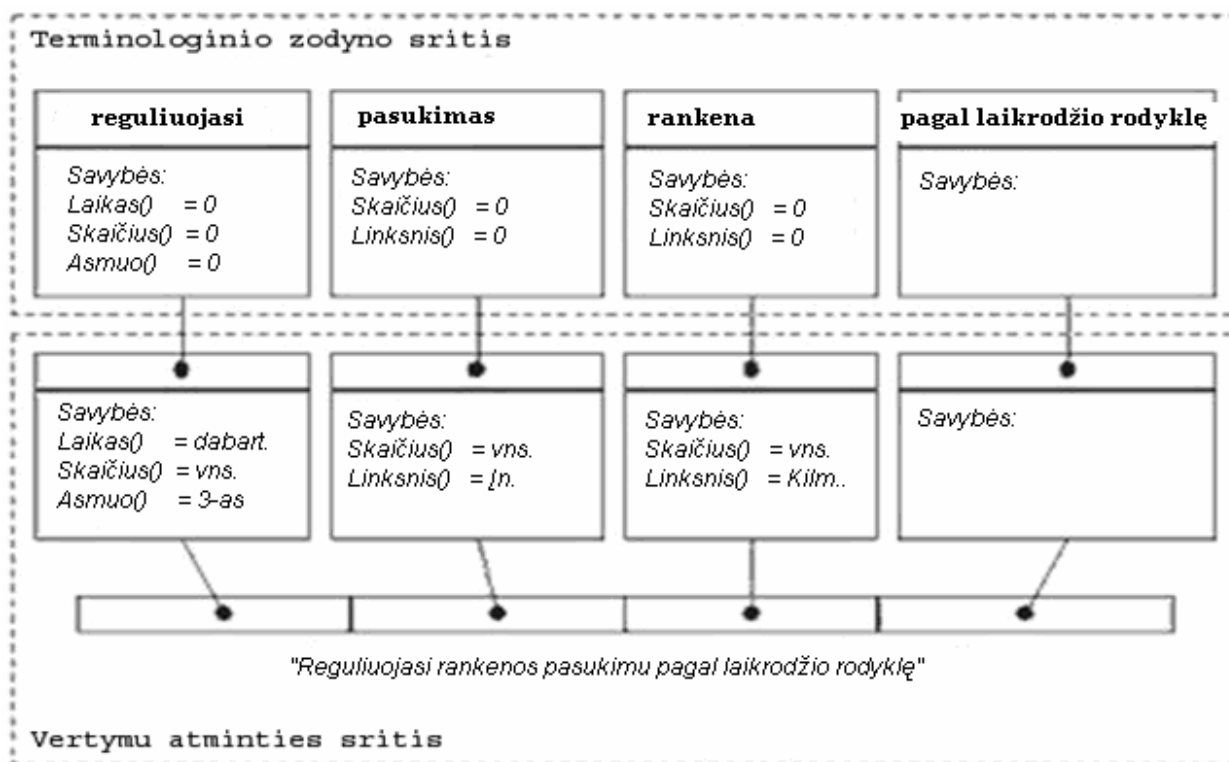 Terminologinio zodyno sritis
reguliuojasi
Savybės:
Laikas() = 0
Skaičius() = 0
Asmuo() = 0
pasukimas
Savybės:
Skaičius() = 0
Linksnis() = 0
rankena
Savybės:
Skaičius() = 0
Linksnis() = 0
pagal laikrodžio rodyklę
Savybės:
Savybės:
Laikas() = dabart.
Skaičius() = vns.
Asmuo() = 3-as
Savybės:
Skaičius() = vns.
Linksnis() = Įn.
Savybės:
Skaičius() = vns.
Linksnis() = Kilm..
Savybės:
"Reguliuojasi rankenos pasukimu pagal laikrodžio rodyklę"
Vertymu atminties sritis